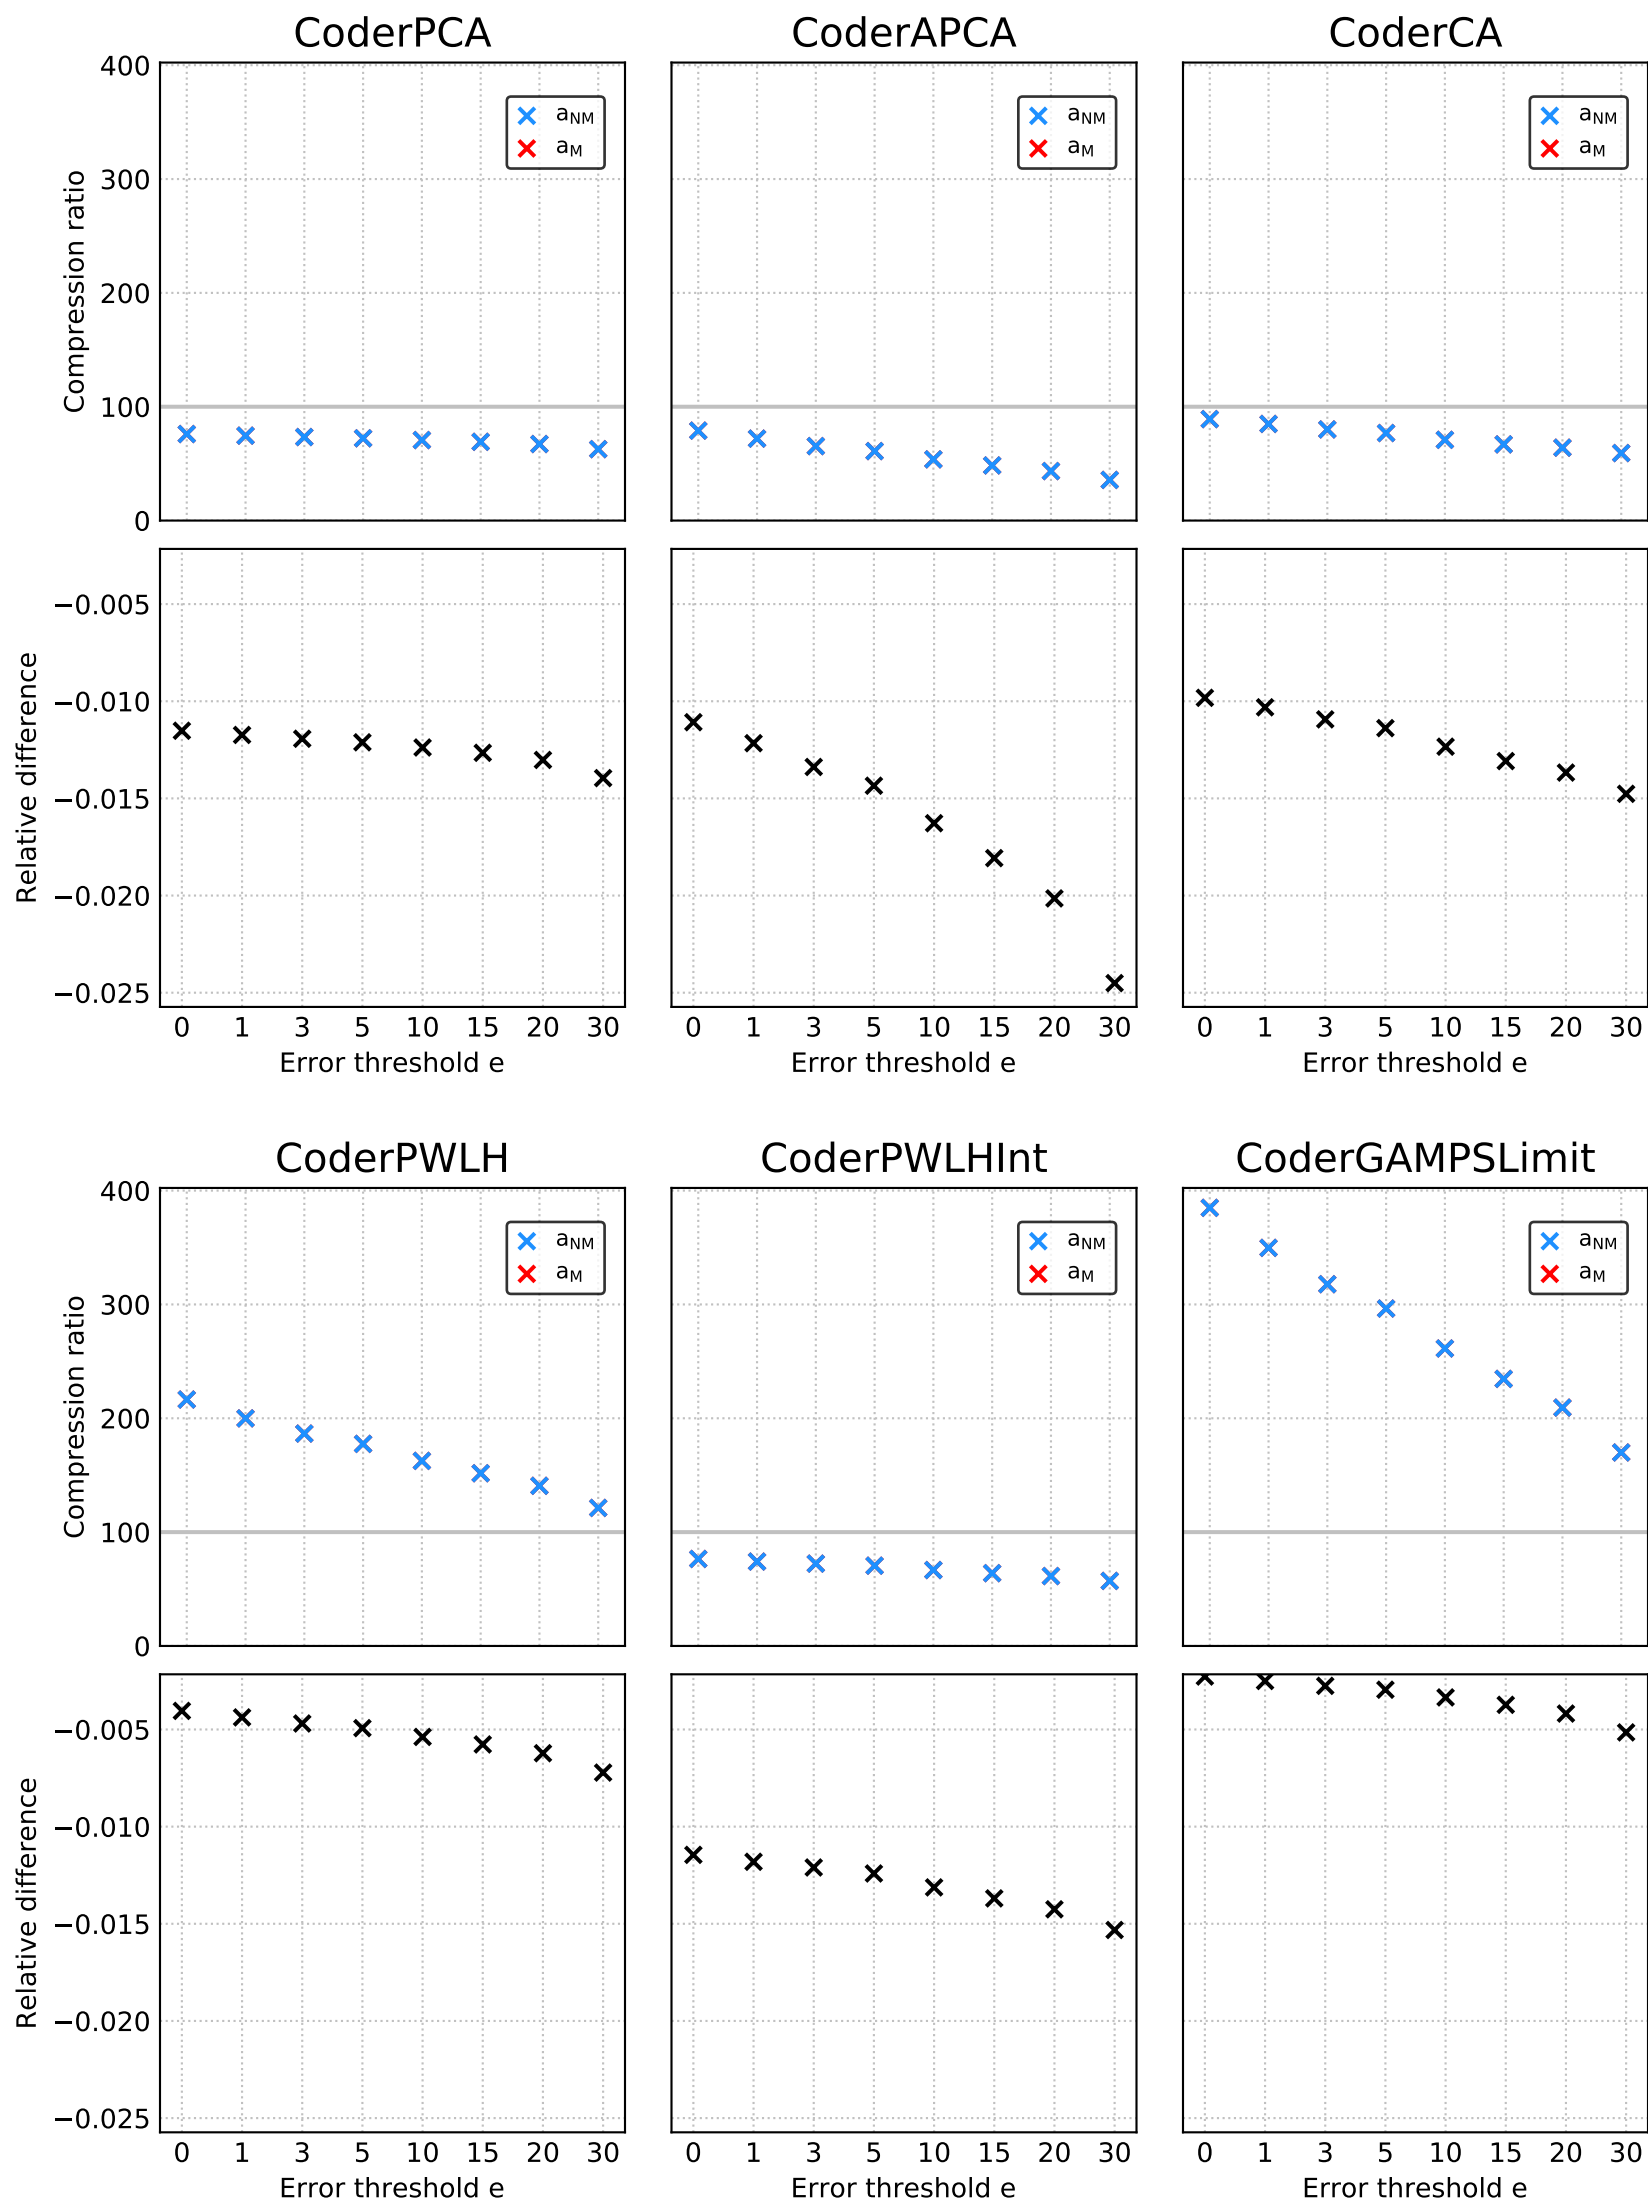 CoderPCA CoderAPCA CoderCA
400
300
200
100
0
Compression ratio
aNM
aM
aNM
aM
aNM
aM
−0.005
−0.010
−0.015
−0.020
−0.025
Relative difference
0 1 3 5 10 15 20 30
0 1 3 5 10 15 20 30
0 1 3 5 10 15 20 30
Error threshold e
Error threshold e
Error threshold e
CoderPWLH CoderPWLHInt CoderGAMPSLimit
400
300
200
100
0
Compression ratio
aNM
aM
aNM
aM
aNM
aM
−0.005
−0.010
−0.015
−0.020
−0.025
Relative difference
0 1 3 5 10 15 20 30
0 1 3 5 10 15 20 30
0 1 3 5 10 15 20 30
Error threshold e
Error threshold e
Error threshold e